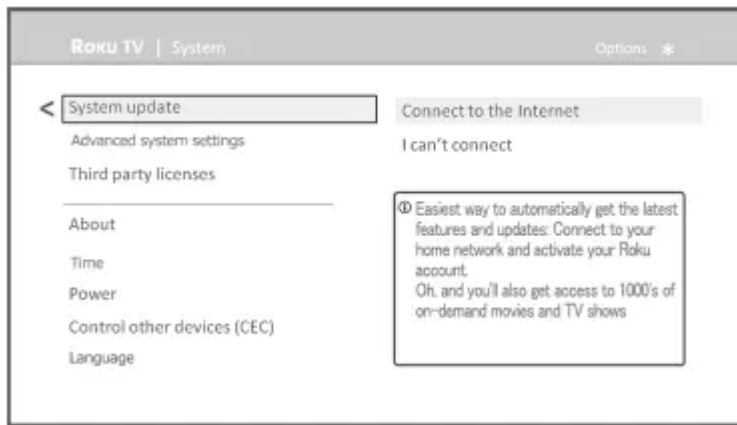 ROKU TV | System
Options ✱
< System update
Advanced system settings
Third party licenses
About
Time
Power
Control other devices (CEC)
Language
Connect to the Internet
I can't connect
ⓘ Easiest way to automatically get the latest
features and updates: Connect to your
home network and activate your Roku
account.
Oh, and you'll also get access to 1000's of
on-demand movies and TV shows